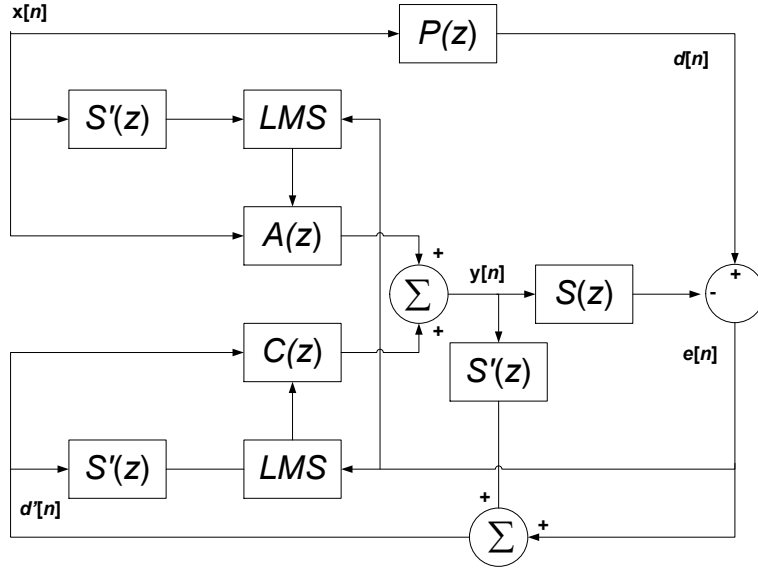 x[n]
P(z)
d[n]
S'(z)
LMS
A(z)
+
+
y[n]
S(z)
-
Σ
+
C(z)
S'(z)
e[n]
S'(z)
LMS
d'[n]
+
+
Σ